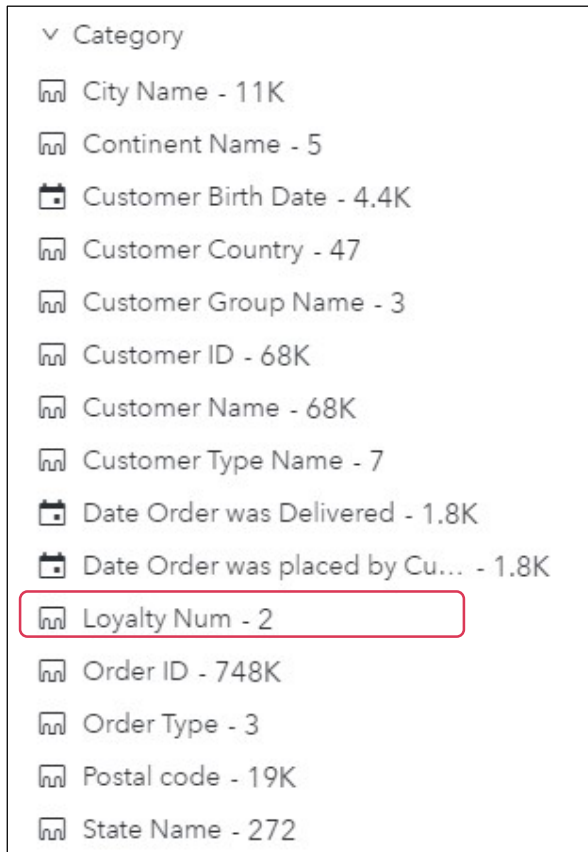 Category
City Name - 11K
Continent Name - 5
Customer Birth Date - 4.4K
Customer Country - 47
Customer Group Name - 3
Customer ID - 68K
Customer Name - 68K
Customer Type Name - 7
Date Order was Delivered - 1.8K
Date Order was placed by Cu... - 1.8K
Loyalty Num - 2
Order ID - 748K
Order Type - 3
Postal code - 19K
State Name - 272